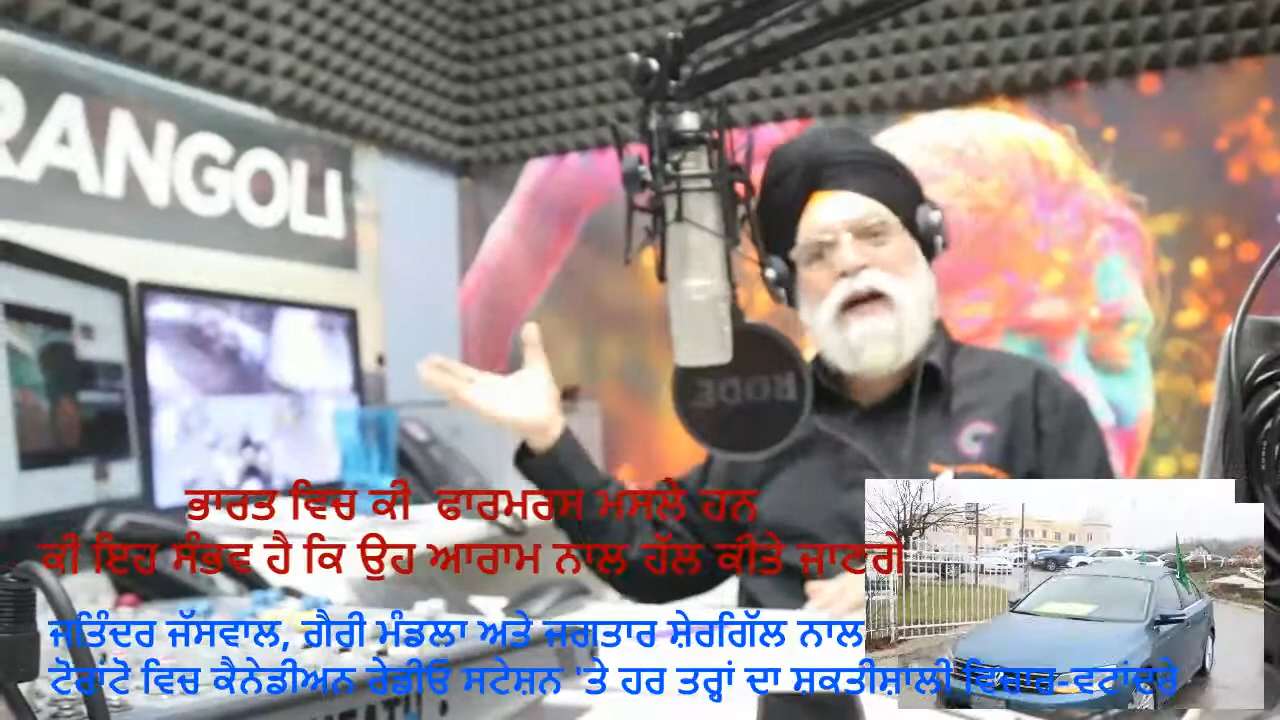 RANGOLI
RODE
ਭਾਰਤ ਵਿਚ ਕੀ ਫਾਰਮਰਸ ਮਸਲੇ ਹਨ
ਕੀ ਇਹ ਸੰਭਵ ਹੈ ਕਿ ਉਹ ਆਰਾਮ ਨਾਲ ਹੱਲ ਕੀਤੇ ਜਾਣਗੇ
ਜਤਿੰਦਰ ਜੱਸਵਾਲ, ਗੈਰੀ ਮੰਡਲਾ ਅਤੇ ਜਗਤਾਰ ਸ਼ੇਰਗਿੱਲ ਨਾਲ
ਟੋਰਾਂਟੋ ਵਿਚ ਕੈਨੇਡੀਅਨ ਰੇਡੀਓ ਸਟੇਸ਼ਨ 'ਤੇ ਹਰ ਤਰ੍ਹਾਂ ਦਾ ਸ਼ਕਤੀਸ਼ਾਲੀ ਵਿਚਾਰ-ਵਟਾਂਦਰੇ